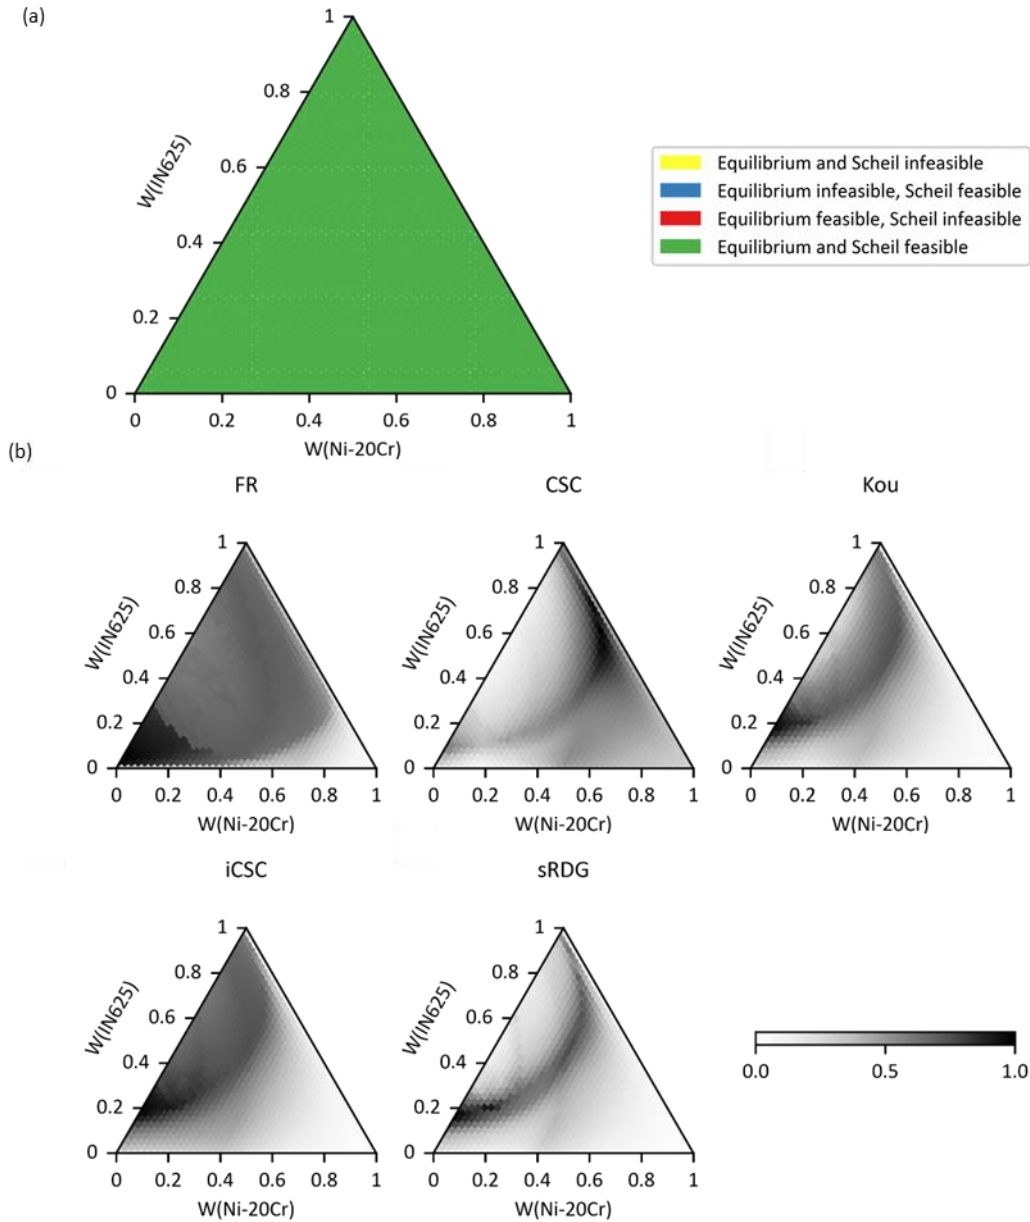 (a)
1
0.8
0.6
0.4
0.2
0
W(IN625)
0 0.2 0.4 0.6 0.8 1
W(Ni-20Cr)
Equilibrium and Scheil infeasible
Equilibrium infeasible, Scheil feasible
Equilibrium feasible, Scheil infeasible
Equilibrium and Scheil feasible
(b)
FR
1
0.8
0.6
0.4
0.2
0
W(IN625)
0 0.2 0.4 0.6 0.8 1
W(Ni-20Cr)
CSC
1
0.8
0.6
0.4
0.2
0
W(IN625)
0 0.2 0.4 0.6 0.8 1
W(Ni-20Cr)
Kou
1
0.8
0.6
0.4
0.2
0
W(IN625)
0 0.2 0.4 0.6 0.8 1
W(Ni-20Cr)
iCSC
1
0.8
0.6
0.4
0.2
0
W(IN625)
0 0.2 0.4 0.6 0.8 1
W(Ni-20Cr)
sRDG
1
0.8
0.6
0.4
0.2
0
W(IN625)
0 0.2 0.4 0.6 0.8 1
W(Ni-20Cr)
0.0 0.5 1.0